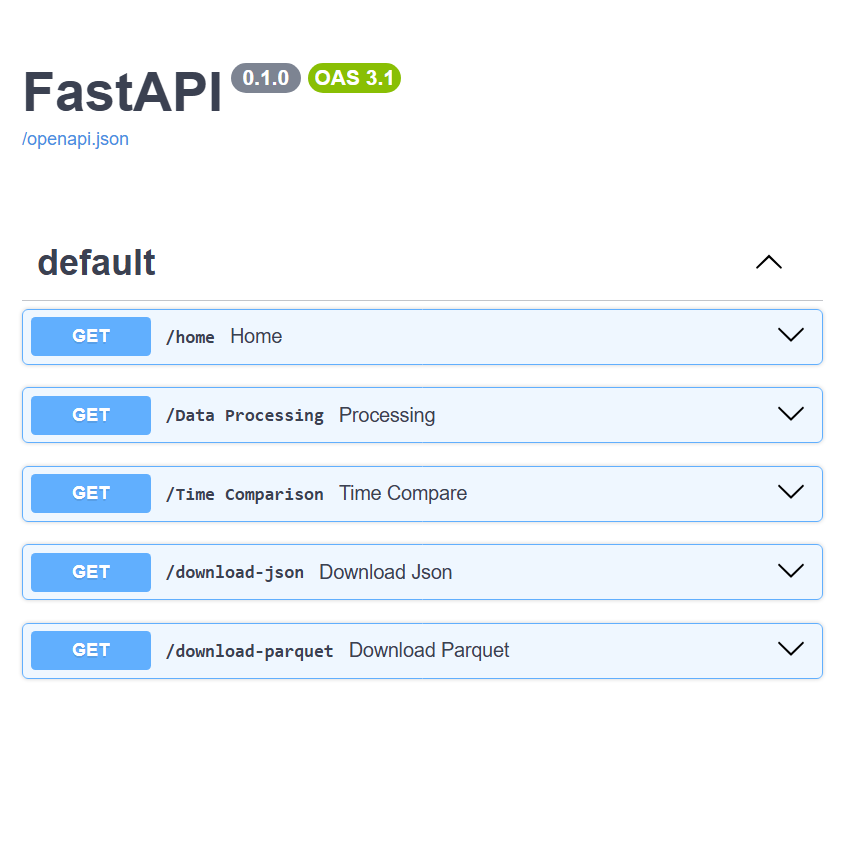 FastAPI 0.1.0 OAS 3.1
/openapi.json
default
GET /home Home
GET /Data Processing Processing
GET /Time Comparison Time Compare
GET /download-json Download Json
GET /download-parquet Download Parquet